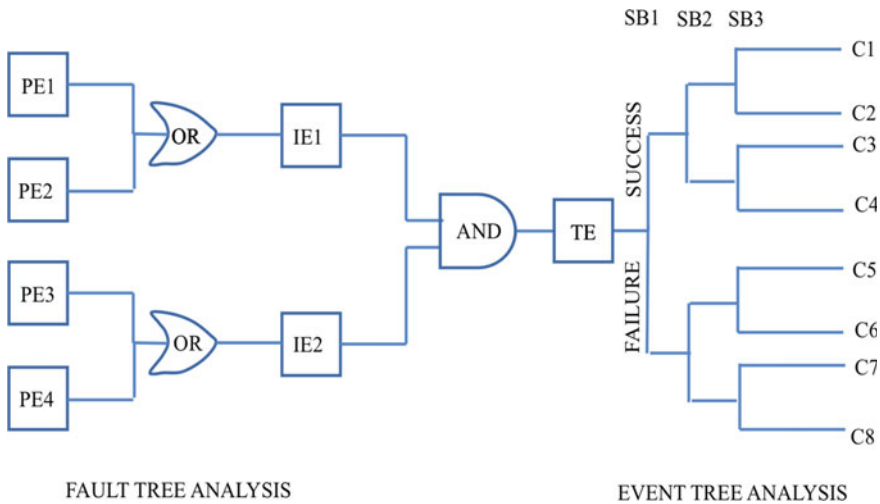 SB1 SB2 SB3
PE1
OR
IE1
PE2
AND
TE
SUCCESS
FAILURE
PE3
OR
IE2
PE4
C1
C2
C3
C4
C5
C6
C7
C8
FAULT TREE ANALYSIS
EVENT TREE ANALYSIS